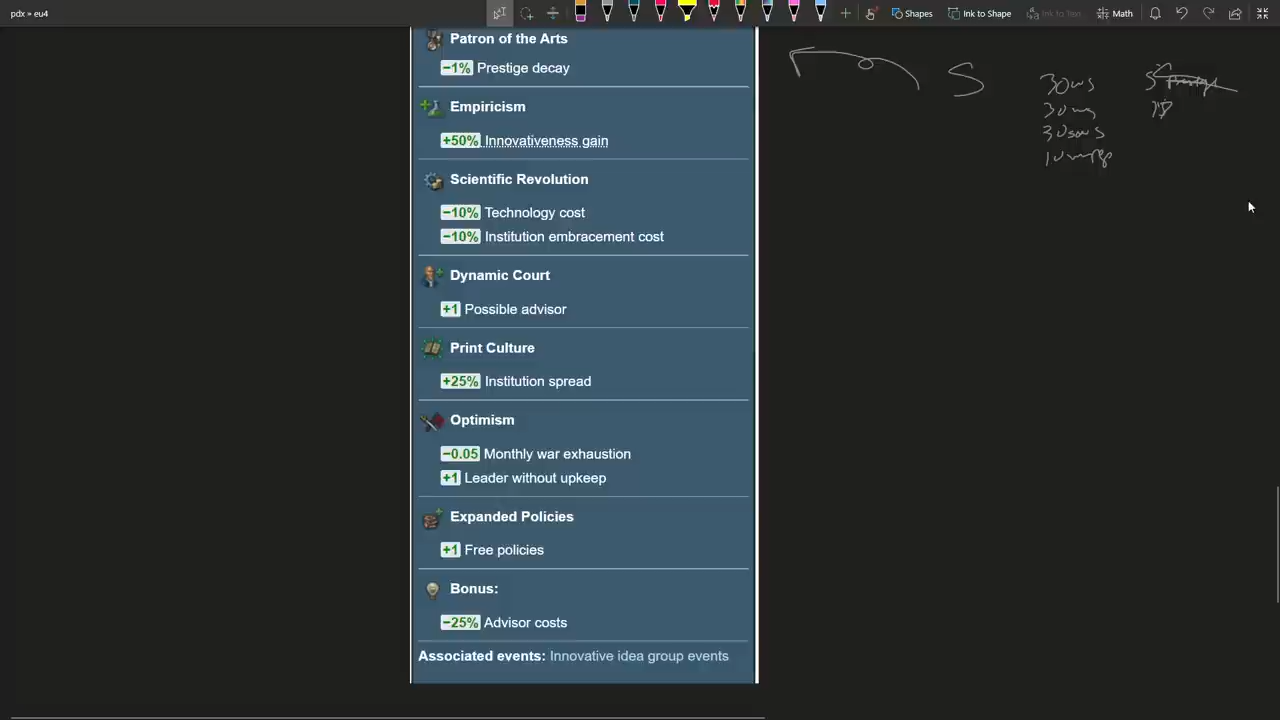 pdx » eu4
Shapes
Ink to Shape
Ink to Text
Math
Patron of the Arts
−1% Prestige decay
Empiricism
+50% Innovativeness gain
Scientific Revolution
−10% Technology cost
−10% Institution embracement cost
Dynamic Court
+1 Possible advisor
Print Culture
+25% Institution spread
Optimism
−0.05 Monthly war exhaustion
+1 Leader without upkeep
Expanded Policies
+1 Free policies
Bonus:
−25% Advisor costs
Associated events: Innovative idea group events
S